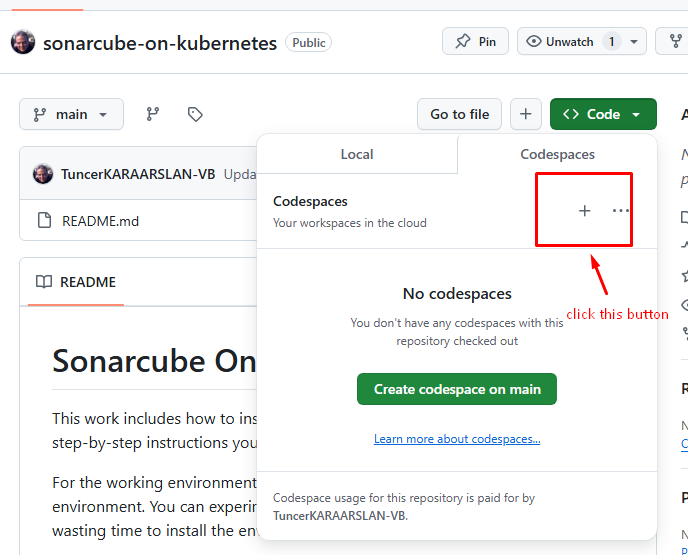 sonarcube-on-kubernetes Public Pin Unwatch 1
main Go to file Code
Local Codespaces
TuncerKARAARSLAN-VB Upda
Codespaces
Your workspaces in the cloud
README.md
click this button
README
No codespaces
You don't have any codespaces with this
repository checked out
Sonarcube On
Create codespace on main
This work includes how to ins
step-by-step instructions you
Learn more about codespaces...
For the working environment
environment. You can experi
wasting time to install the en
Codespace usage for this repository is paid for by
TuncerKARAARSLAN-VB.